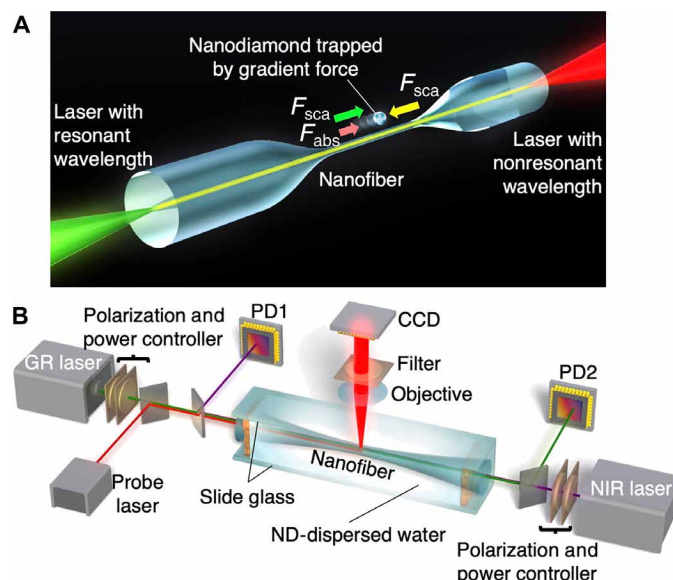 A
Nanodiamond trapped
by gradient force
Laser with
resonant
wavelength
Fsca
Fabs
Fsca
Nanofiber
Laser with
nonresonant
wavelength
B
Polarization and
power controller
PD1
CCD
GR laser
Filter
Objective
PD2
Probe
laser
Slide glass
Nanofiber
ND-dispersed water
NIR laser
Polarization and
power controller